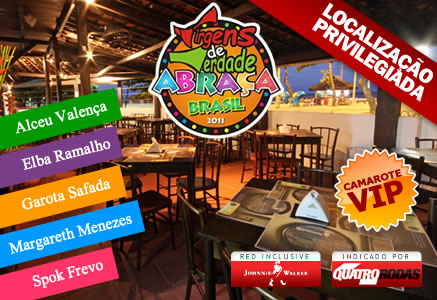 LOCALIZAÇÃO
PRIVILEGIADA
Virgens
de
Verdade
ABRAÇA
BRASIL
2011
Alceu Valença
Elba Ramalho
Garota Safada
Margareth Menezes
Spok Frevo
CAMAROTE
VIP
RED INCLUSIVE
JOHNNIE WALKER
INDICADO POR
QUATRO RODAS